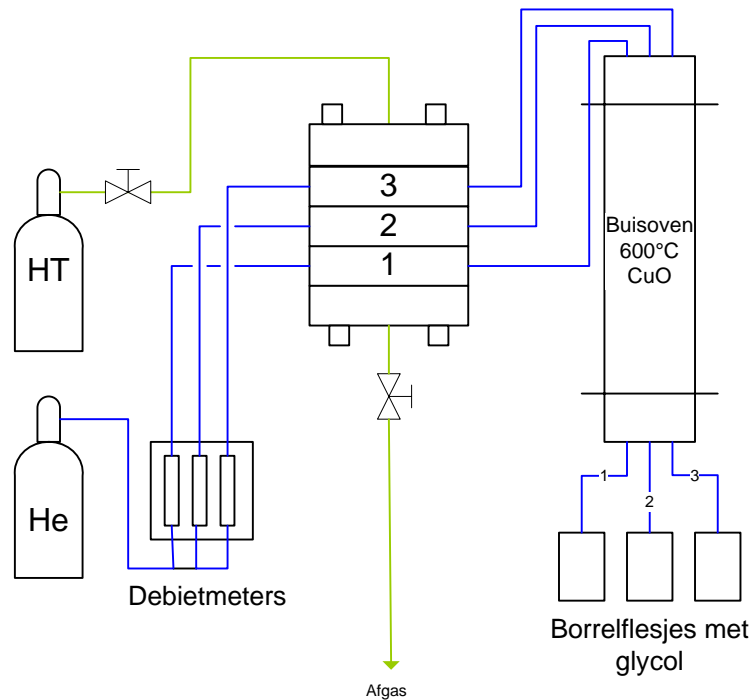 3
2
1
HT
Buisoven
600°C
CuO
He
Debietmeters
1
2
3
Borrelflesjes met
glycol
Afgas